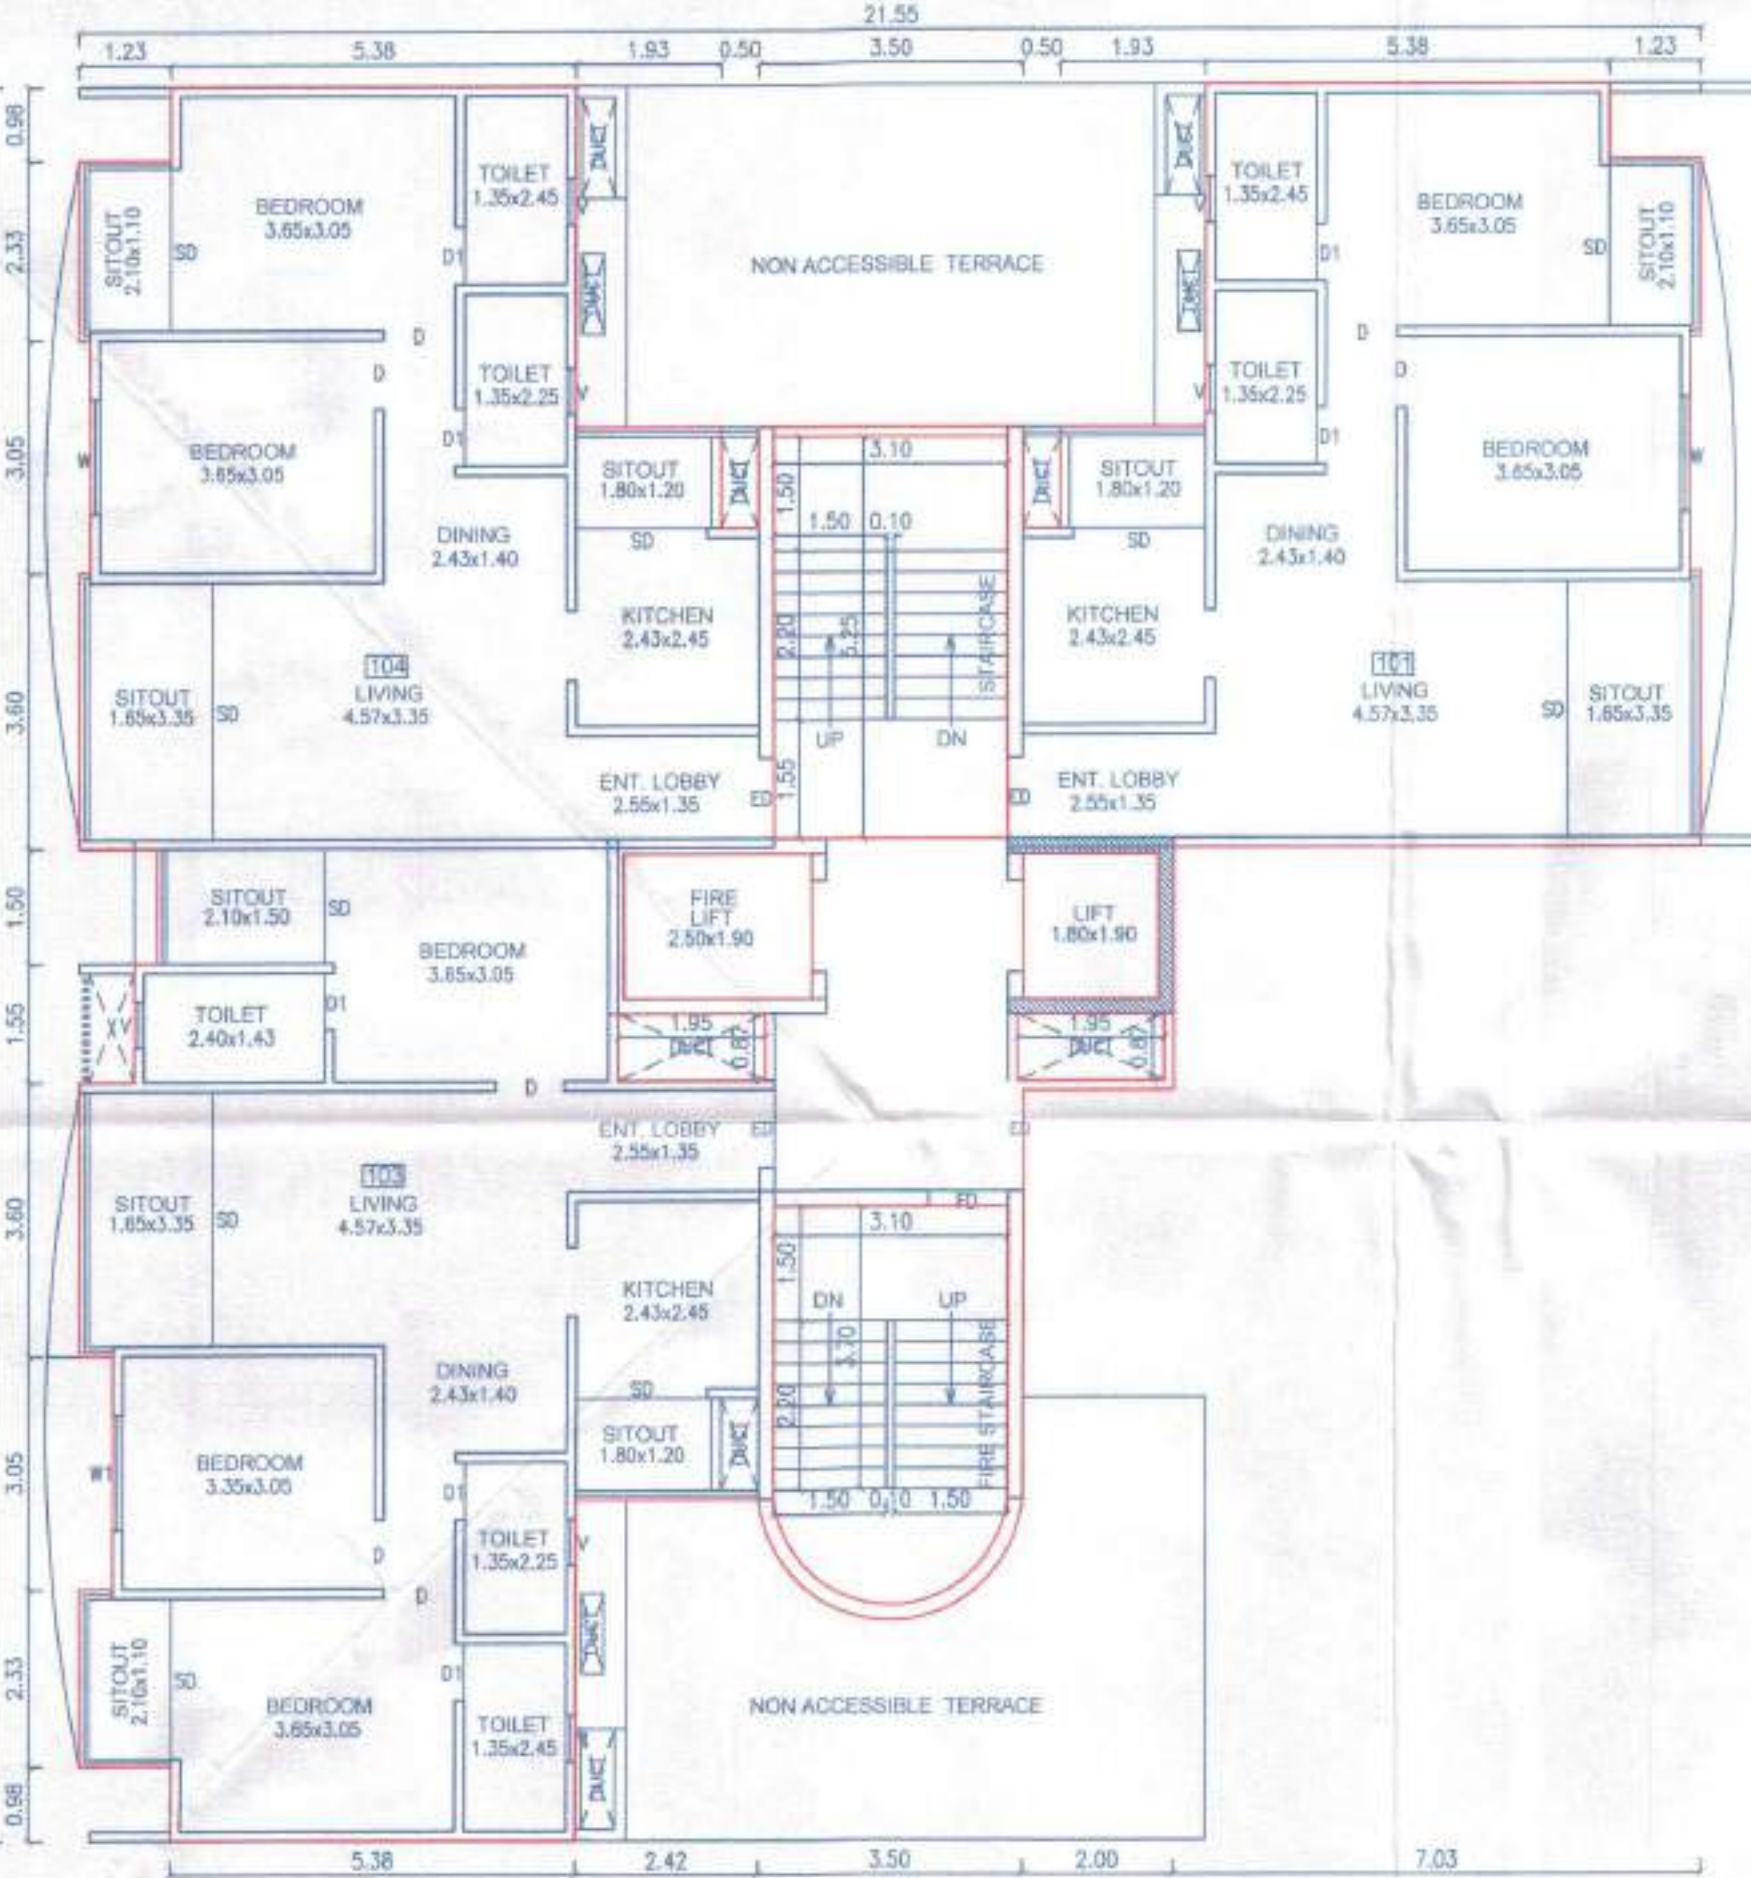 21.55
1.23 5.38 1.93 0.50 3.50 0.50 1.93 5.38 1.23
0.98
2.33
3.05
3.60
1.50
1.55
3.60
3.05
2.33
0.98
TOILET
1.35x2.45
DUCT
DUCT
TOILET
1.35x2.45
BEDROOM
3.65x3.05
BEDROOM
3.65x3.05
SITOUT
2.10x1.10
SD
D1
V
DUCT
NON ACCESSIBLE TERRACE
DUCT
V
D1
SD
SITOUT
2.10x1.10
D
D
D
D
TOILET
1.35x2.25
V
V
TOILET
1.35x2.25
D1
D1
W
BEDROOM
3.65x3.05
BEDROOM
3.65x3.05
W
SITOUT
1.80x1.20
DUCT
3.10
1.50
1.50 0.10
DUCT
SITOUT
1.80x1.20
DINING
2.43x1.40
SD
SD
DINING
2.43x1.40
KITCHEN
2.43x2.45
2.20
5.25
STAIRCASE
KITCHEN
2.43x2.45
104
LIVING
4.57x3.35
SITOUT
1.65x3.35
SD
UP
DN
101
LIVING
4.57x3.35
SD
SITOUT
1.65x3.35
ENT. LOBBY
2.55x1.35
ED
1.55
ED
ENT. LOBBY
2.55x1.35
SITOUT
2.10x1.50
SD
BEDROOM
3.65x3.05
FIRE
LIFT
2.50x1.90
LIFT
1.80x1.90
V
TOILET
2.40x1.43
D1
1.95
DUCT
0.87
1.95
DUCT
0.87
D
ENT. LOBBY
2.55x1.35
ED
ED
103
LIVING
4.57x3.35
SITOUT
1.65x3.35
SD
FD
3.10
1.50
KITCHEN
2.43x2.45
DN
UP
3.70
2.20
FIRE STAIRCASE
DINING
2.43x1.40
SD
SITOUT
1.80x1.20
DUCT
1.50 0.10 1.50
W1
BEDROOM
3.35x3.05
D1
TOILET
1.35x2.25
V
D
D
DUCT
SITOUT
2.10x1.10
SD
BEDROOM
3.65x3.05
D1
TOILET
1.35x2.45
DUCT
NON ACCESSIBLE TERRACE
5.38 2.42 3.50 2.00 7.03